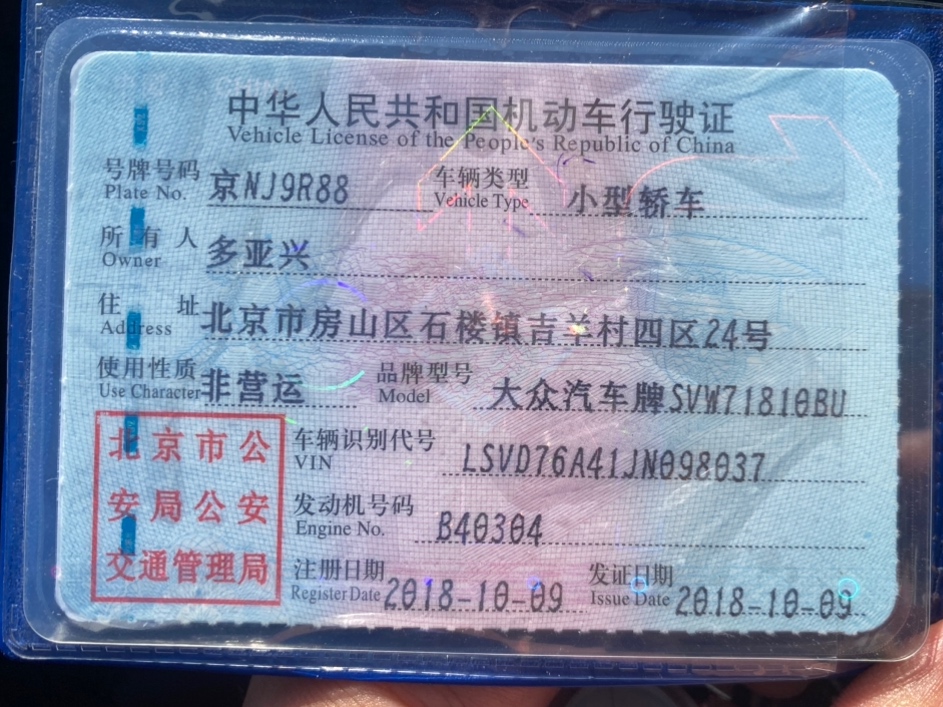 中华人民共和国机动车行驶证
Vehicle License of the People's Republic of China
号牌号码 京NJ9R88 车辆类型 小型轿车
Plate No. Vehicle Type
所有人 多亚兴
Owner
住址 北京市房山区石楼镇吉羊村四区24号
Address
使用性质 非营运 品牌型号 大众汽车牌SVW71810BU
Use Character Model
北京市公
安局公安
交通管理局
车辆识别代号 LSVD76A41JN098037
VIN
发动机号码 B40304
Engine No.
注册日期 2018-10-09 发证日期 2018-10-09
Register Date Issue Date